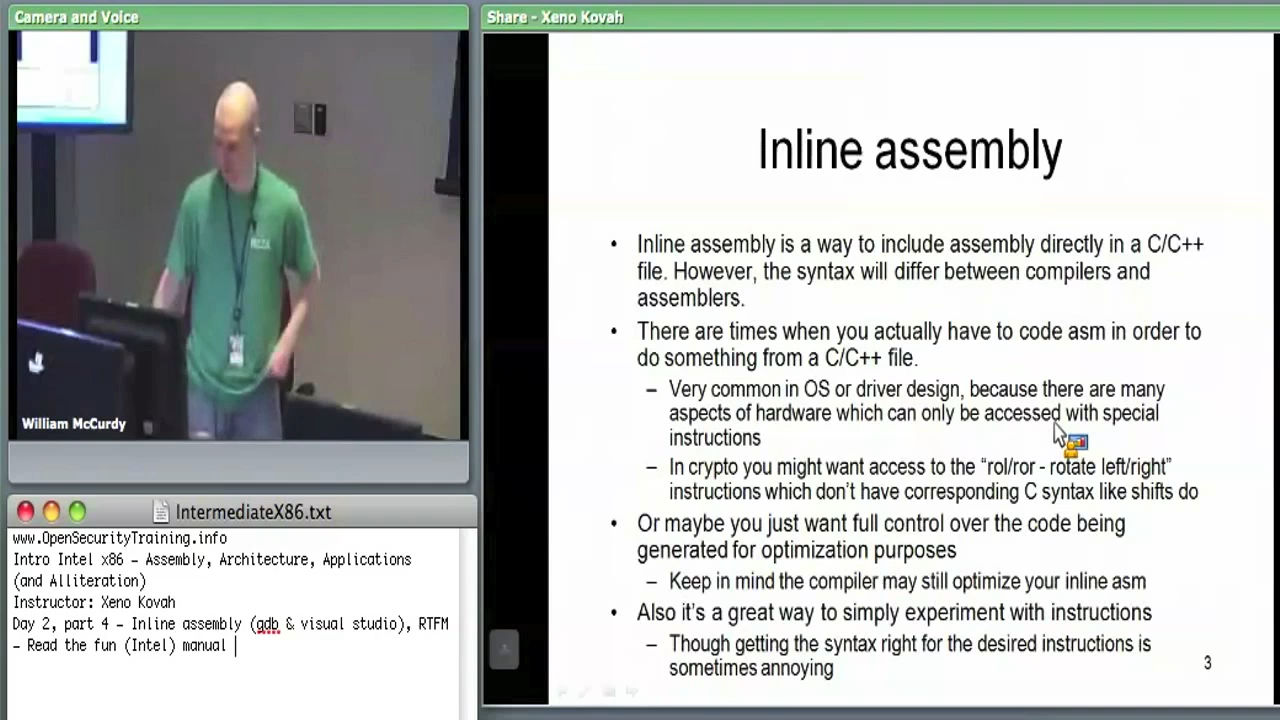 Camera and Voice
William McCurdy
IntermediateX86.txt
www.OpenSecurityTraining.info
Intro Intel x86 – Assembly, Architecture, Applications
(and Alliteration)
Instructor: Xeno Kovah
Day 2, part 4 – Inline assembly (gdb & visual studio), RTFM
– Read the fun (Intel) manual
Share - Xeno Kovah
Inline assembly
• Inline assembly is a way to include assembly directly in a C/C++
file. However, the syntax will differ between compilers and
assemblers.
• There are times when you actually have to code asm in order to
do something from a C/C++ file.
– Very common in OS or driver design, because there are many
aspects of hardware which can only be accessed with special
instructions
– In crypto you might want access to the “rol/ror - rotate left/right”
instructions which don’t have corresponding C syntax like shifts do
• Or maybe you just want full control over the code being
generated for optimization purposes
– Keep in mind the compiler may still optimize your inline asm
• Also it’s a great way to simply experiment with instructions
– Though getting the syntax right for the desired instructions is
sometimes annoying
3